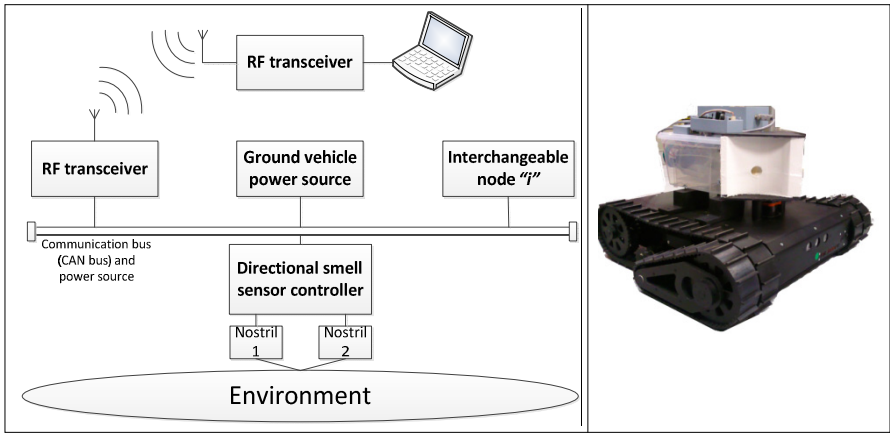 RF transceiver
RF transceiver
Ground vehicle
power source
Interchangeable
node “i”
Communication bus
(CAN bus) and
power source
Directional smell
sensor controller
Nostril
1
Nostril
2
Environment